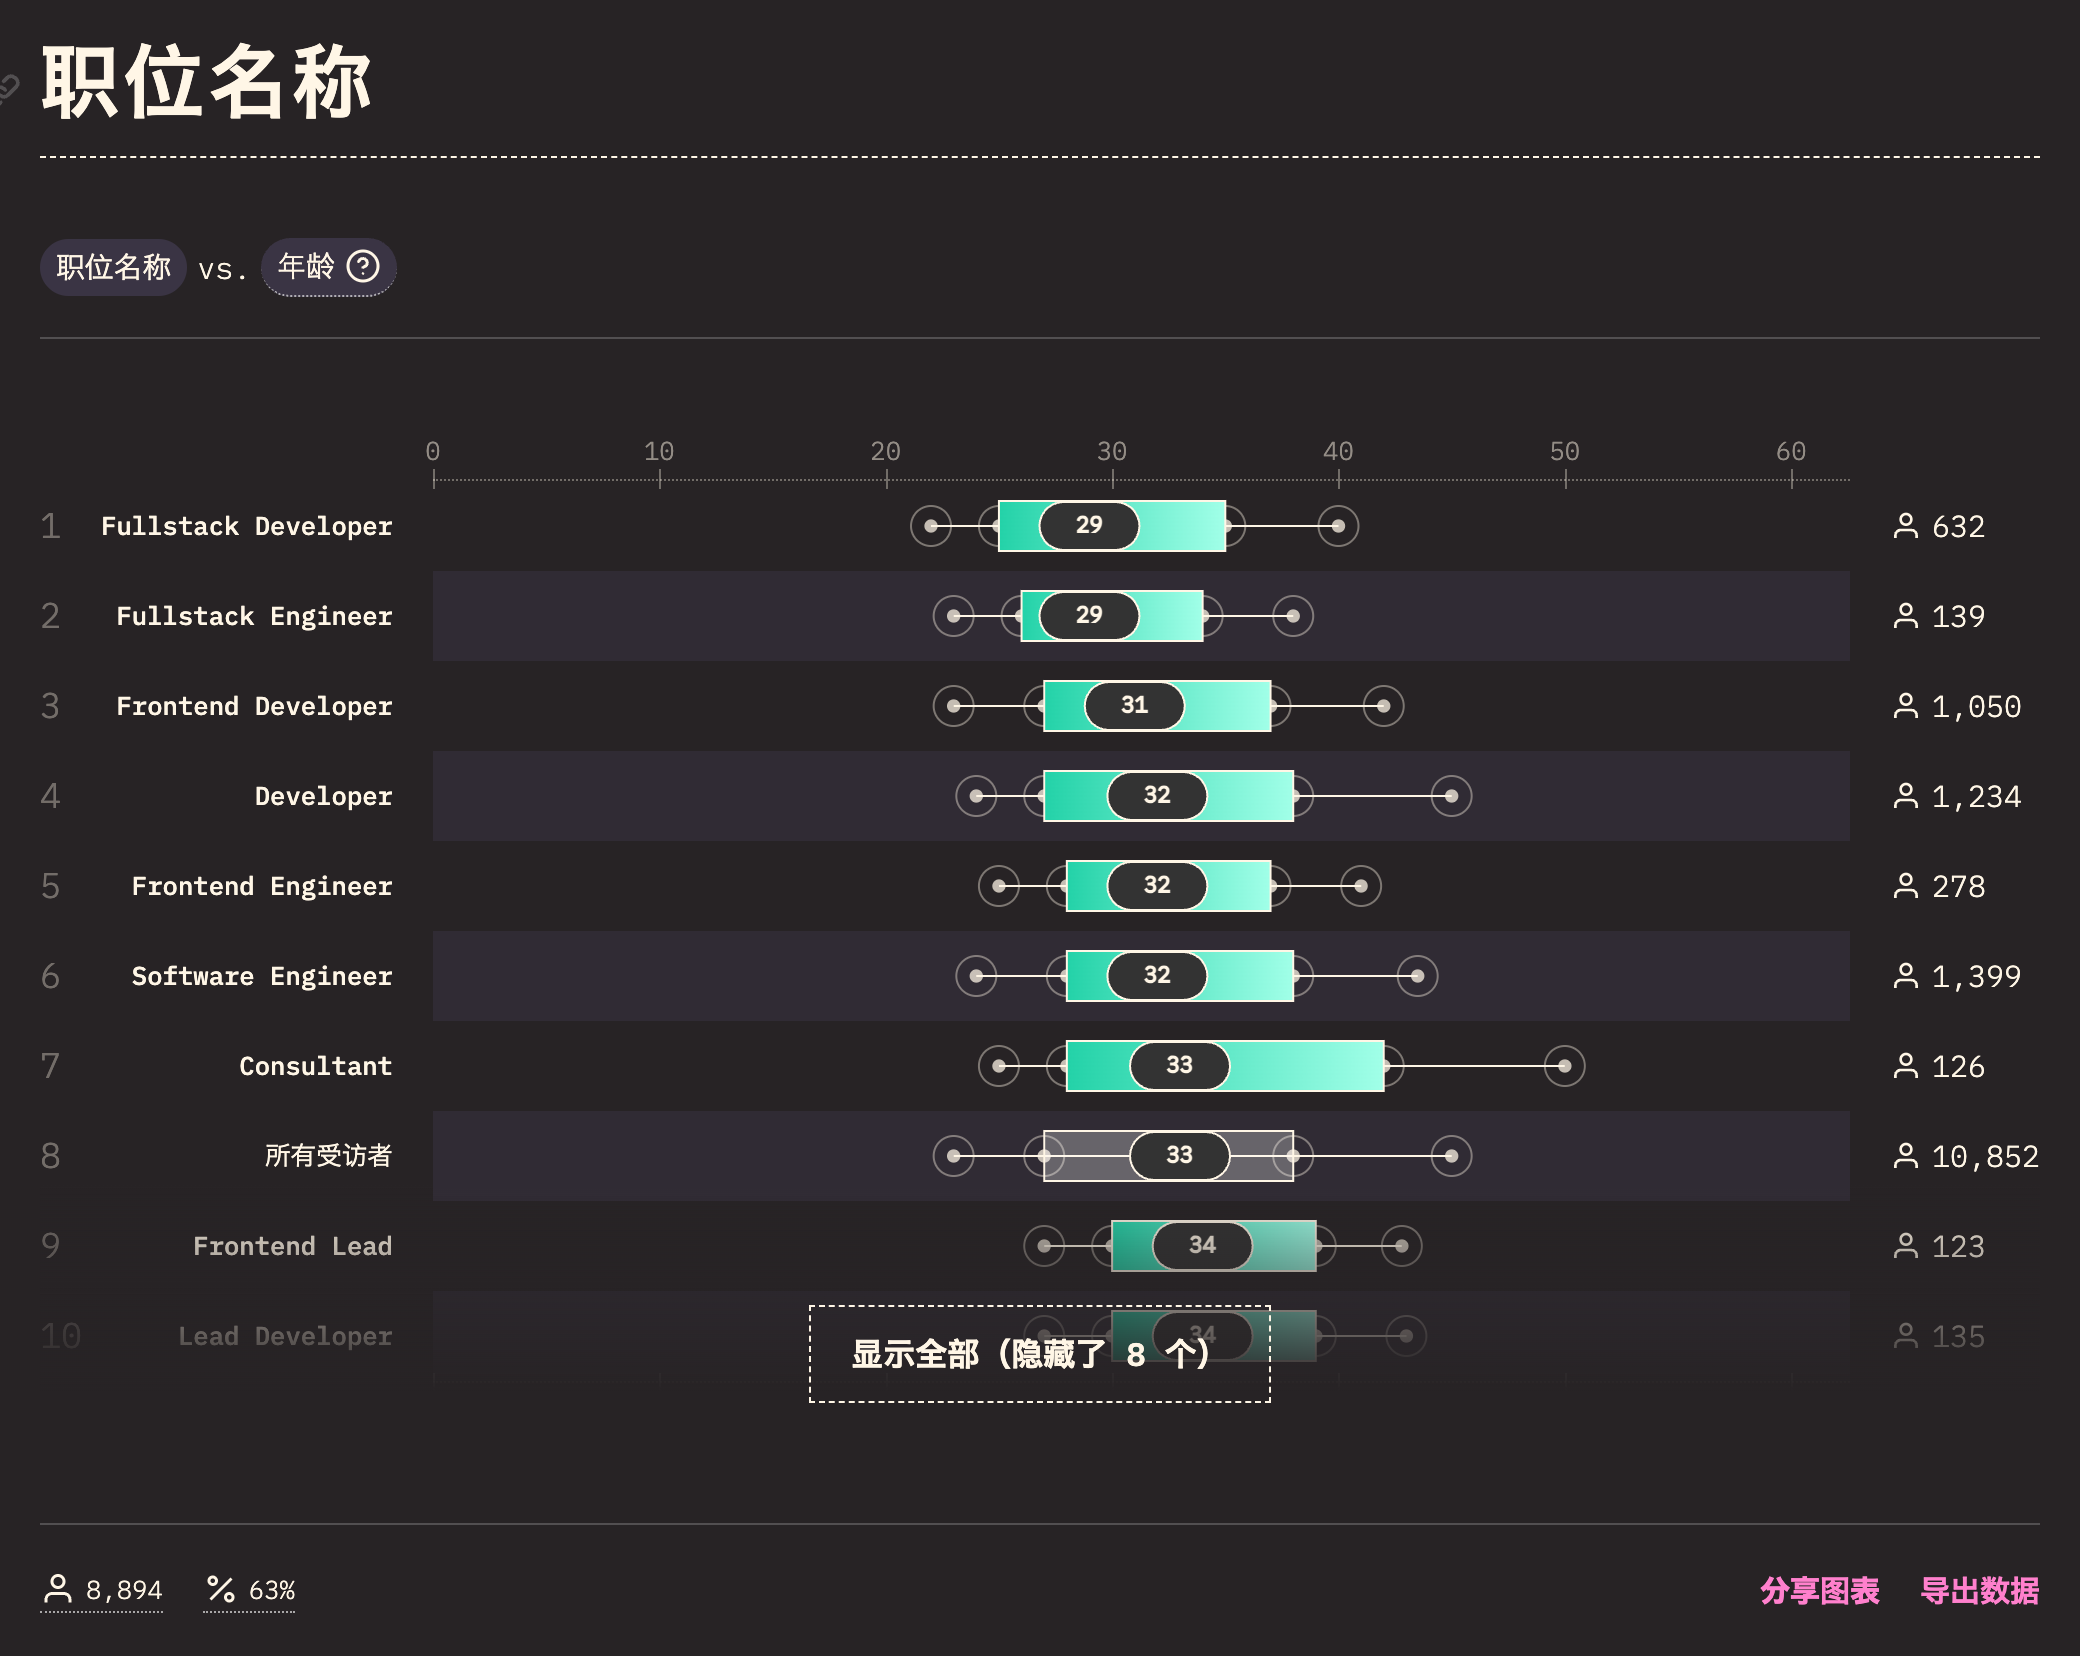 职位名称
职位名称 vs. 年龄 ?
0 10 20 30 40 50 60
1 Fullstack Developer 29 632
2 Fullstack Engineer 29 139
3 Frontend Developer 31 1,050
4 Developer 32 1,234
5 Frontend Engineer 32 278
6 Software Engineer 32 1,399
7 Consultant 33 126
8 所有受访者 33 10,852
9 Frontend Lead 34 123
10 Lead Developer 34 135
显示全部（隐藏了 8 个）
8,894 % 63% 分享图表 导出数据